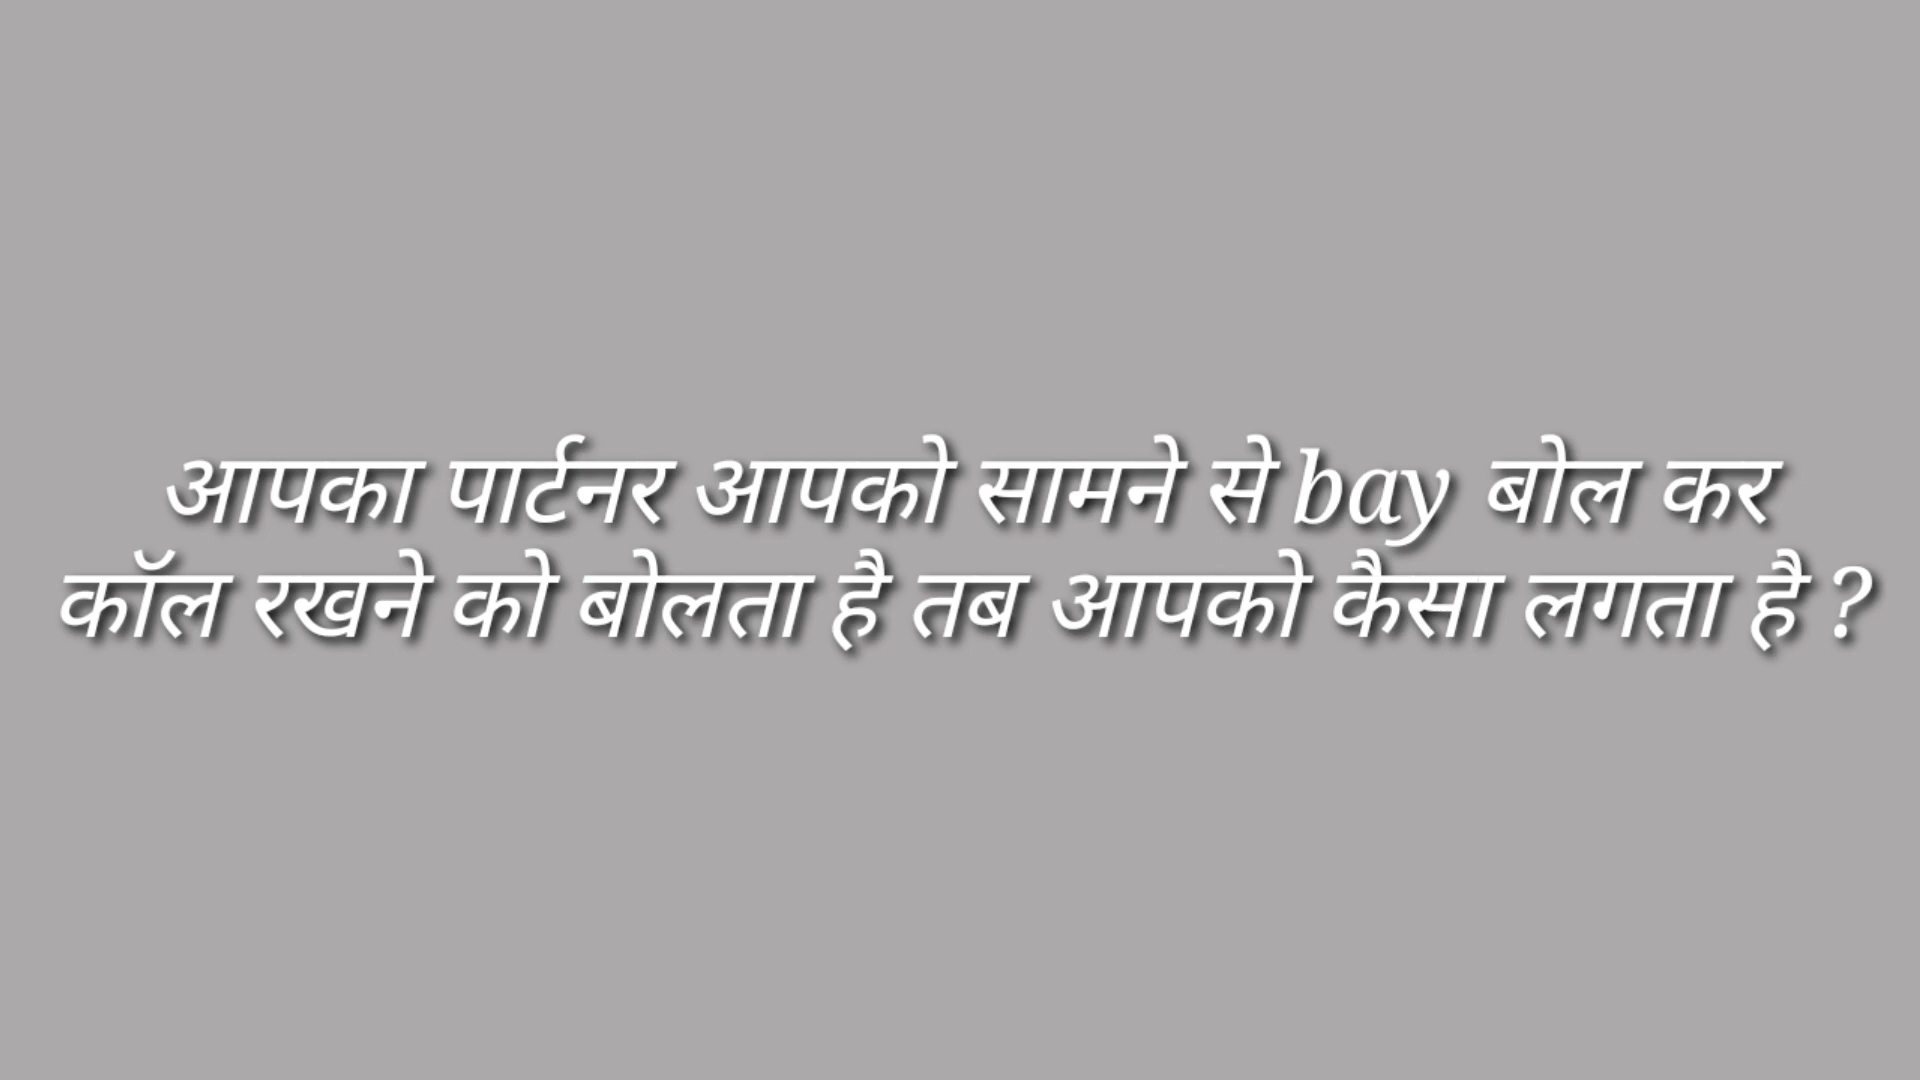 आपका पार्टनर आपको सामने से bay बोल कर
कॉल रखने को बोलता है तब आपको कैसा लगता है ?